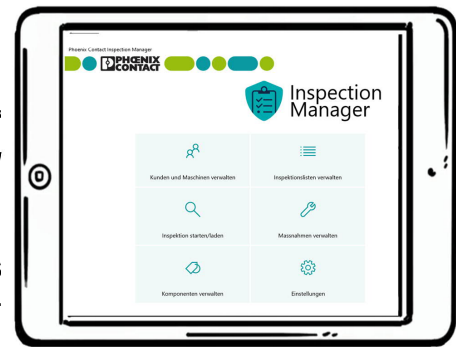 Phoenix Contact Inspection Manager
PHŒNIX
CONTACT
Inspection
Manager
Kunden und Maschinen verwalten
Inspektionslisten verwalten
Inspektion starten/laden
Massnahmen verwalten
Komponenten verwalten
Einstellungen